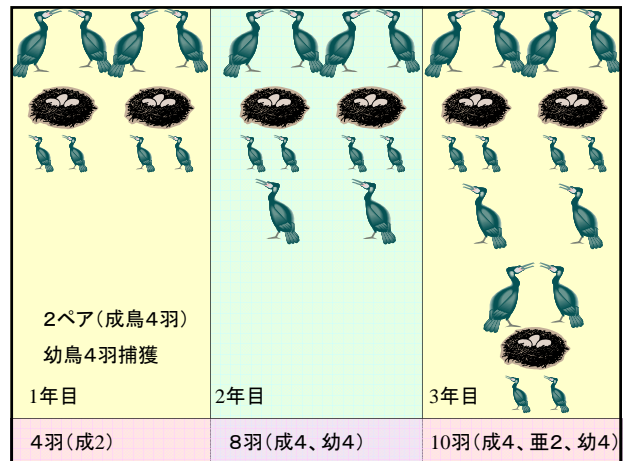 2ペア(成鳥4羽)
幼鳥4羽捕獲
1年目
2年目
3年目
4羽(成2)
8羽(成4、幼4)
10羽(成4、亜2、幼4)